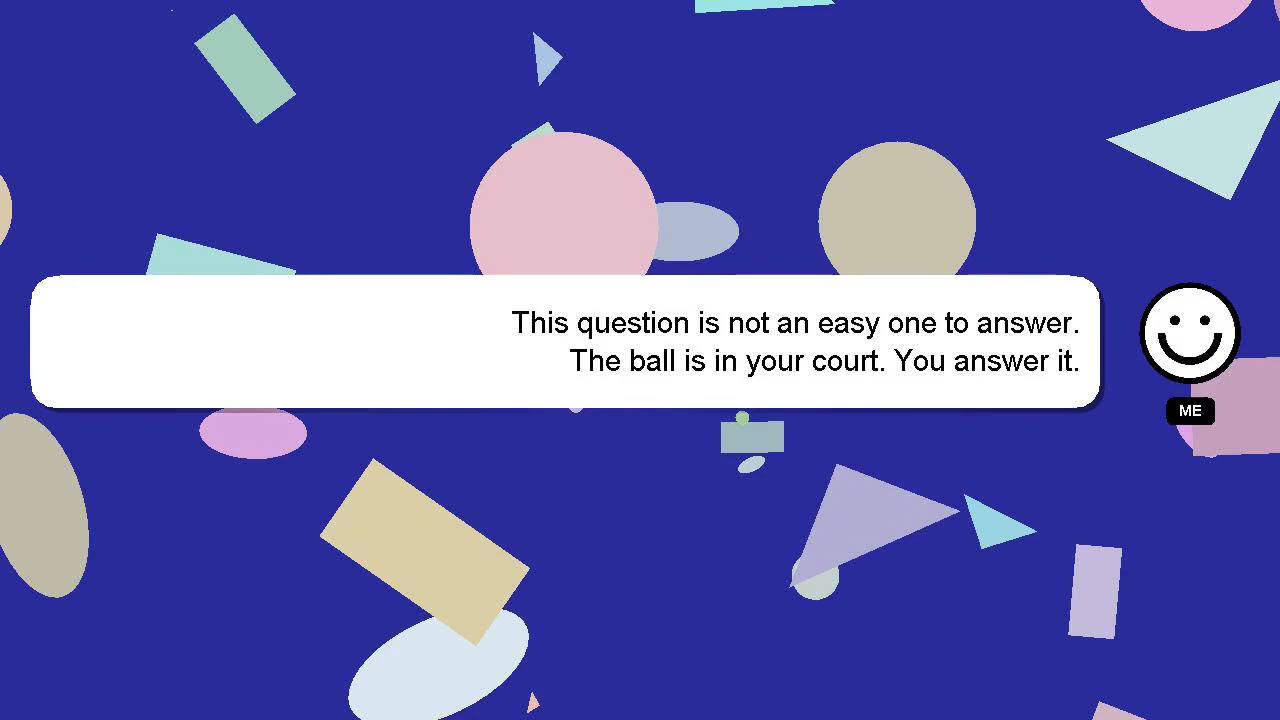 This question is not an easy one to answer.
The ball is in your court. You answer it.
ME